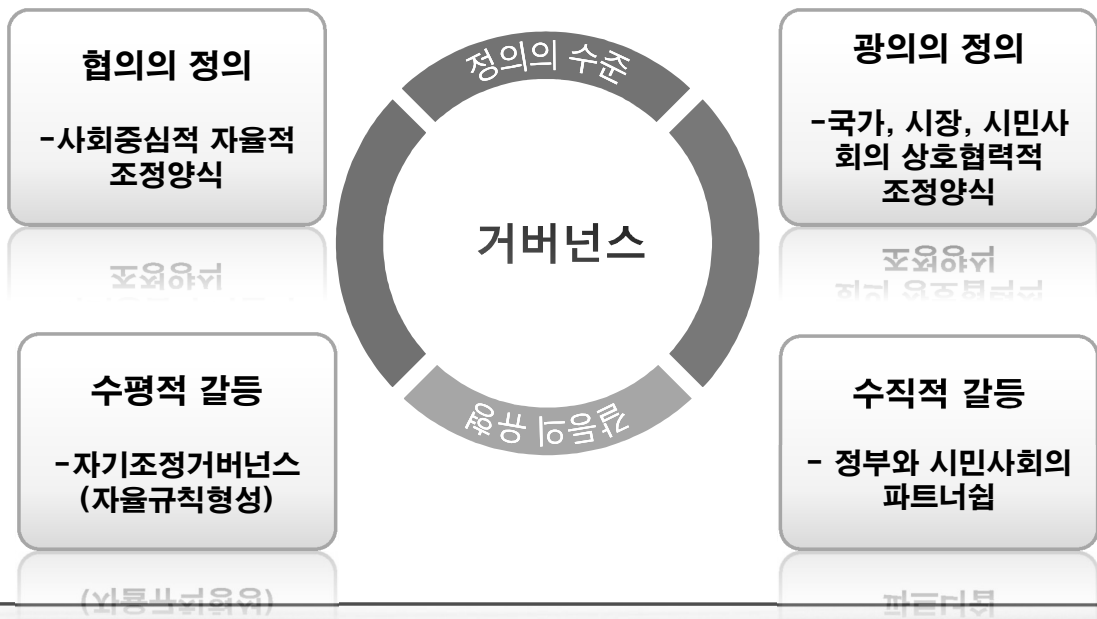 협의의 정의
-사회중심적 자율적
조정양식
정의의 수준
광의의 정의
-국가, 시장, 시민사
회의 상호협력적
조정양식
거버넌스
수평적 갈등
-자기조정거버넌스
(자율규칙형성)
갈등의 유형
수직적 갈등
- 정부와 시민사회의
파트너쉽